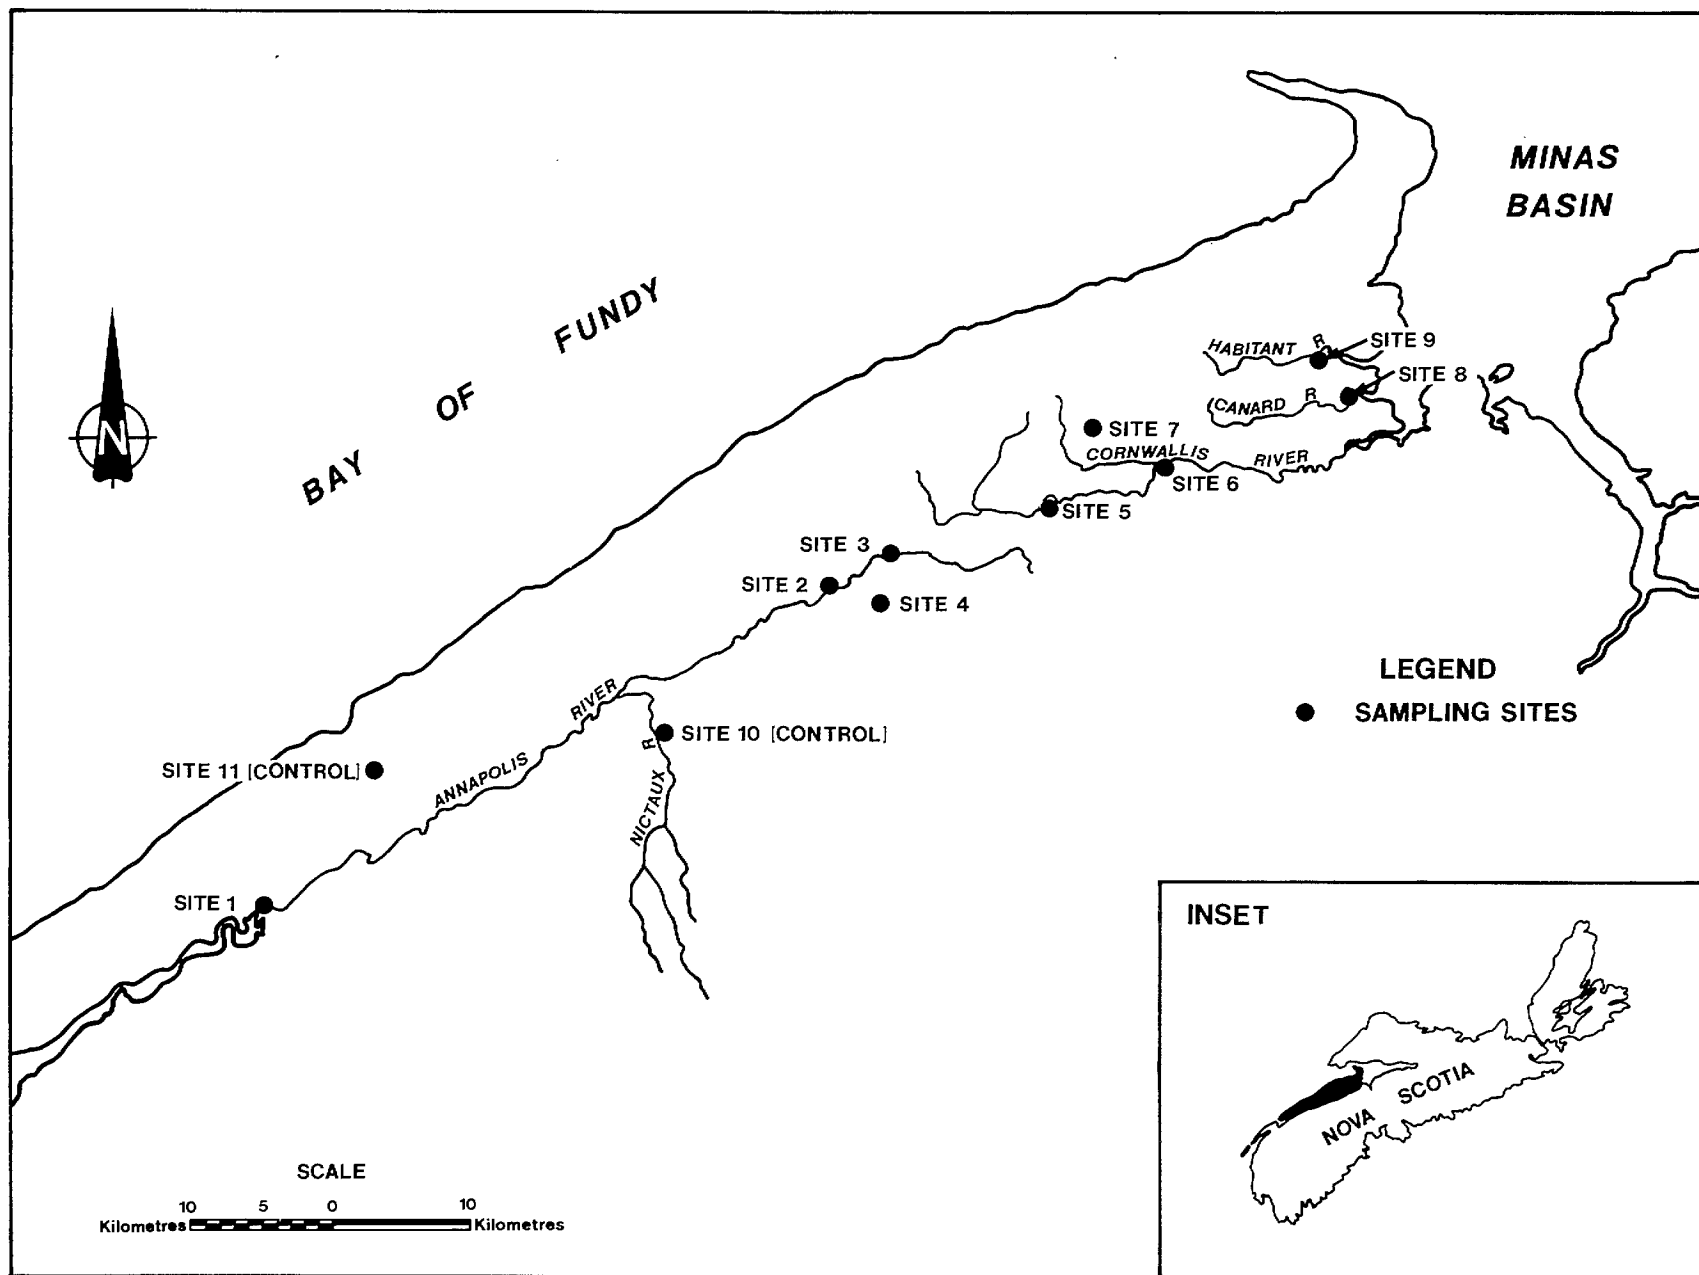 MINAS
BASIN
BAY OF FUNDY
N
HABITANT R
SITE 9
SITE 8
CANARD R
SITE 7
CORNWALLIS RIVER
SITE 6
SITE 5
SITE 3
SITE 2
SITE 4
LEGEND
SAMPLING SITES
ANNAPOLIS RIVER
SITE 10 [CONTROL]
NICTAUX R
SITE 11 [CONTROL]
SITE 1
INSET
NOVA SCOTIA
SCALE
10 5 0 10
Kilometres Kilometres